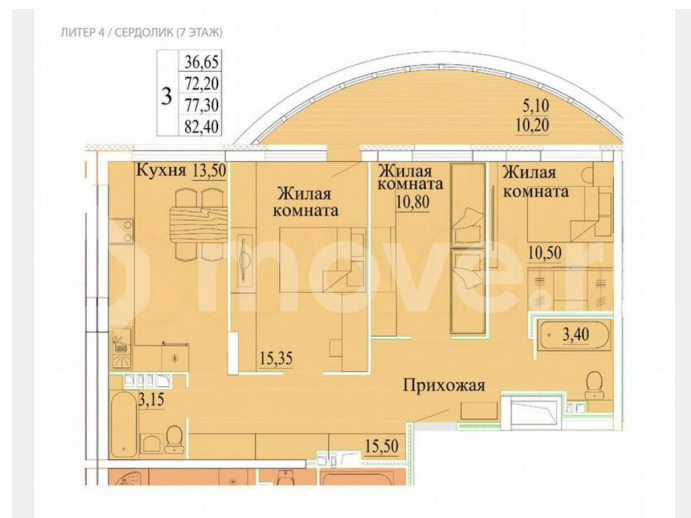 ЛИТЕР 4 / СЕРДОЛИК (7 ЭТАЖ)
3
36,65
72,20
77,30
82,40
5,10
10,20
Кухня 13,50
Жилая
комната
15,35
Жилая
комната
10,80
Жилая
комната
10,50
3,40
Прихожая
3,15
15,50
move.r